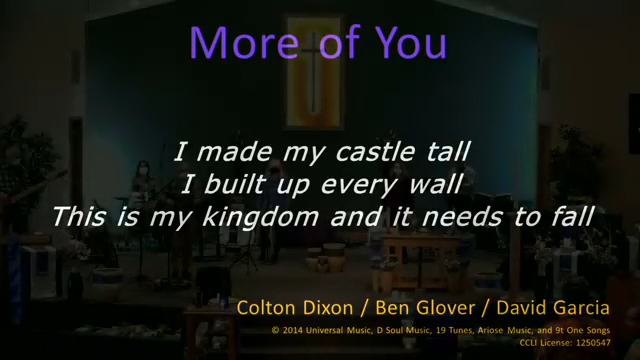 More of You
I made my castle tall
I built up every wall
This is my kingdom and it needs to fall
Colton Dixon / Ben Glover / David Garcia
© 2014 Universal Music, D Soul Music, 19 Tunes, Ariose Music, and 9t One Songs
CCLI License: 1250547